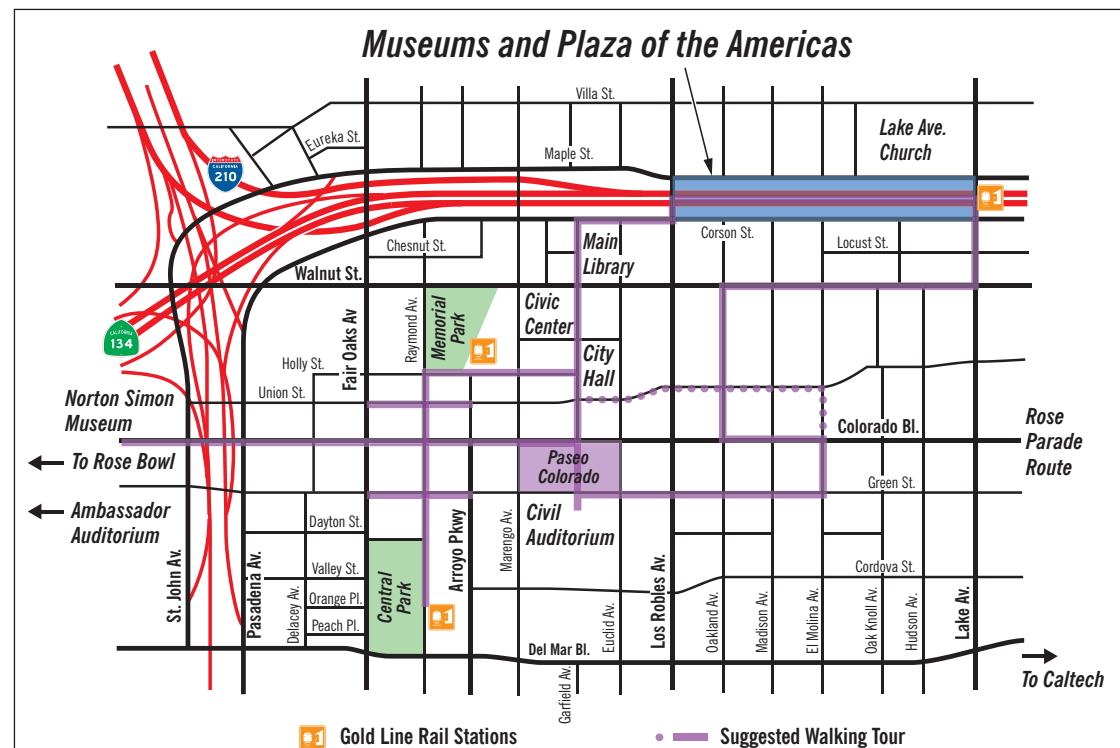 Museums and Plaza of the Americas
Villa St.
Lake Ave.
Church
Eureka St.
Maple St.
INTERSTATE
CALIFORNIA
210
Chesnut St.
Main
Library
Corson St.
Locust St.
Walnut St.
CALIFORNIA
134
Fair Oaks Av
Raymond Av.
Memorial
Park
Civic
Center
City
Hall
Holly St.
Union St.
Norton Simon
Museum
Colorado Bl.
Rose
Parade
Route
To Rose Bowl
Paseo
Colorado
Green St.
Ambassador
Auditorium
Dayton St.
Civil
Auditorium
Valley St.
Cordova St.
Orange Pl.
Peach Pl.
St. John Av.
Pasadena Av.
Delacey Av.
Central
Park
Arroyo Pkwy
Marengo Av.
Euclid Av.
Los Robles Av.
Oakland Av.
Madison Av.
El Molina Av.
Oak Knoll Av.
Hudson Av.
Lake Av.
Del Mar Bl.
Garfield Av.
To Caltech
Gold Line Rail Stations
Suggested Walking Tour